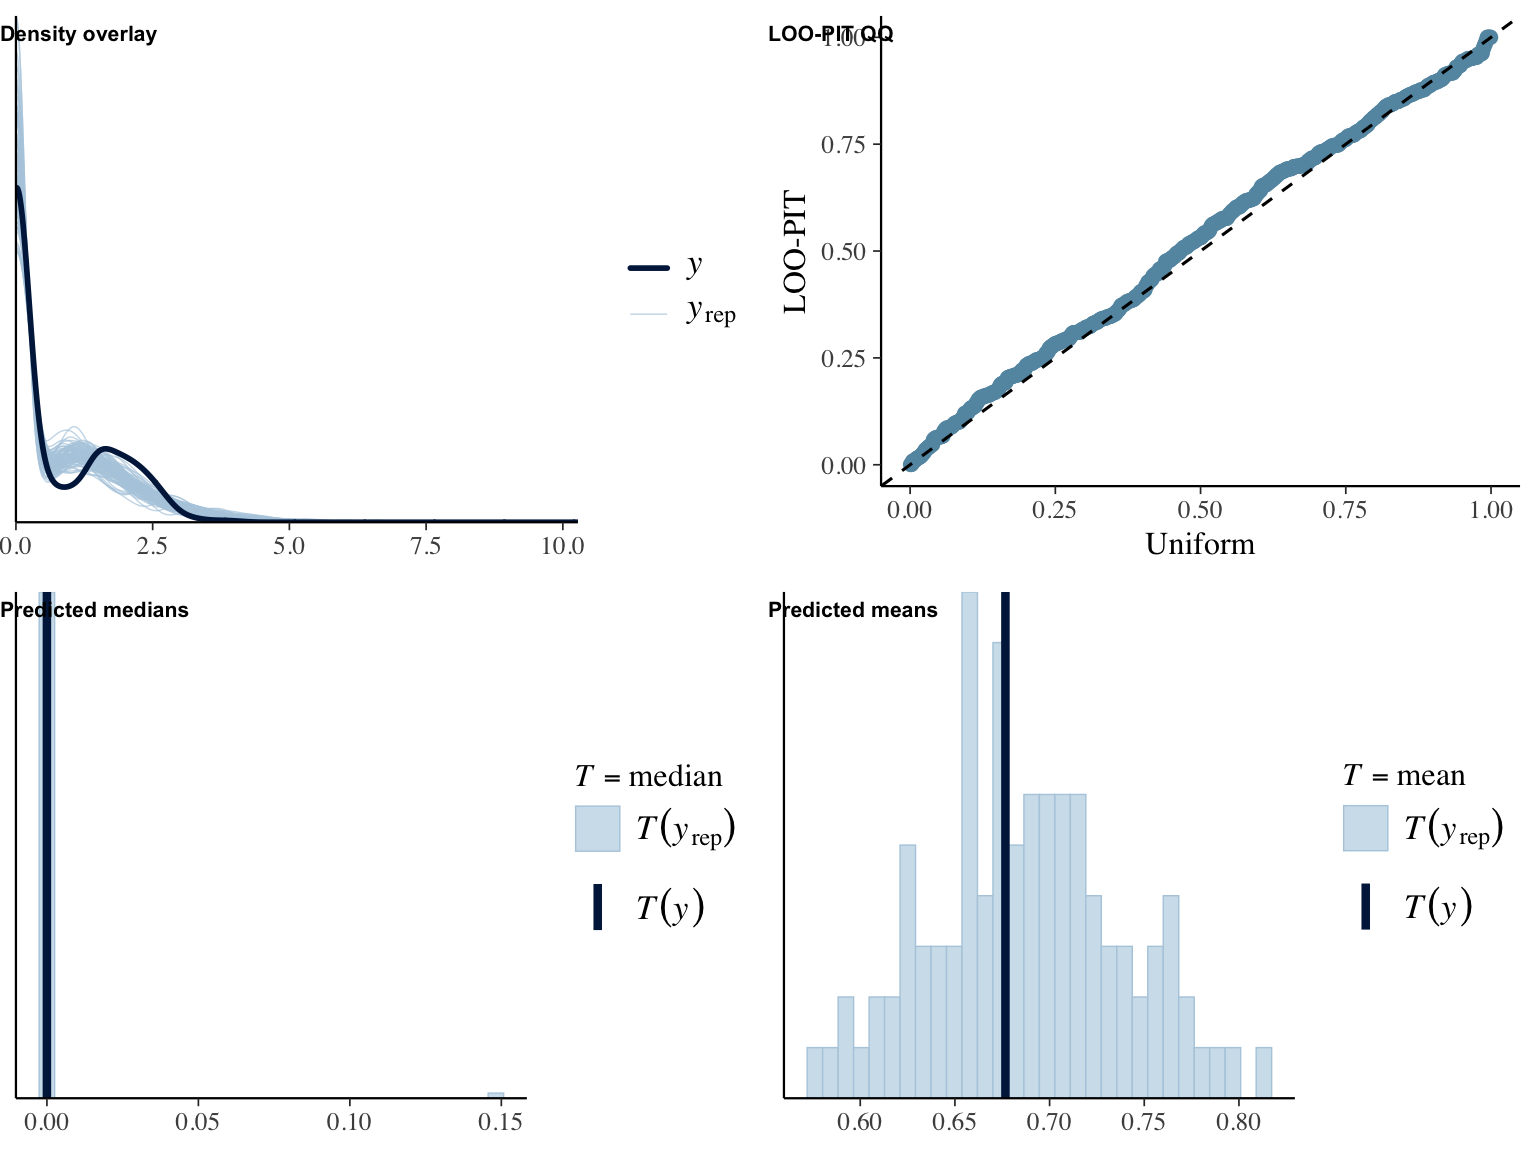 Density overlay
y
yrep
0.0 2.5 5.0 7.5 10.0
LOO-PIT QQ
1.00
0.75
0.50
0.25
0.00
LOO-PIT
0.00 0.25 0.50 0.75 1.00
Uniform
Predicted medians
T = median
T(yrep)
T(y)
0.00 0.05 0.10 0.15
Predicted means
T = mean
T(yrep)
T(y)
0.60 0.65 0.70 0.75 0.80